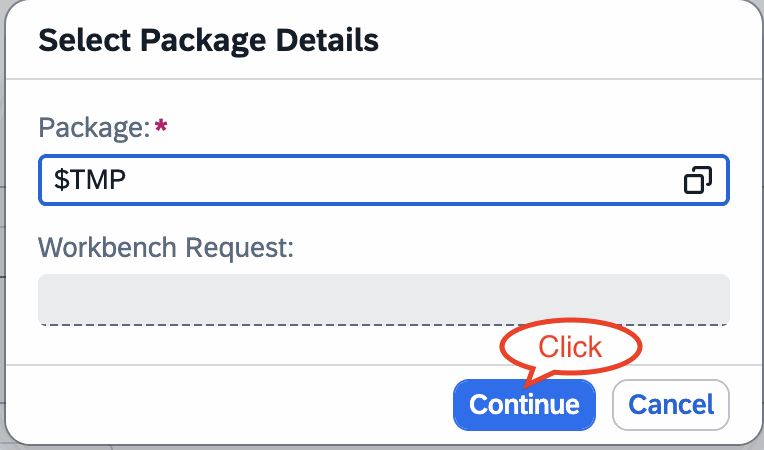 Select Package Details
Package:*
$TMP
Workbench Request:
Click
Continue
Cancel